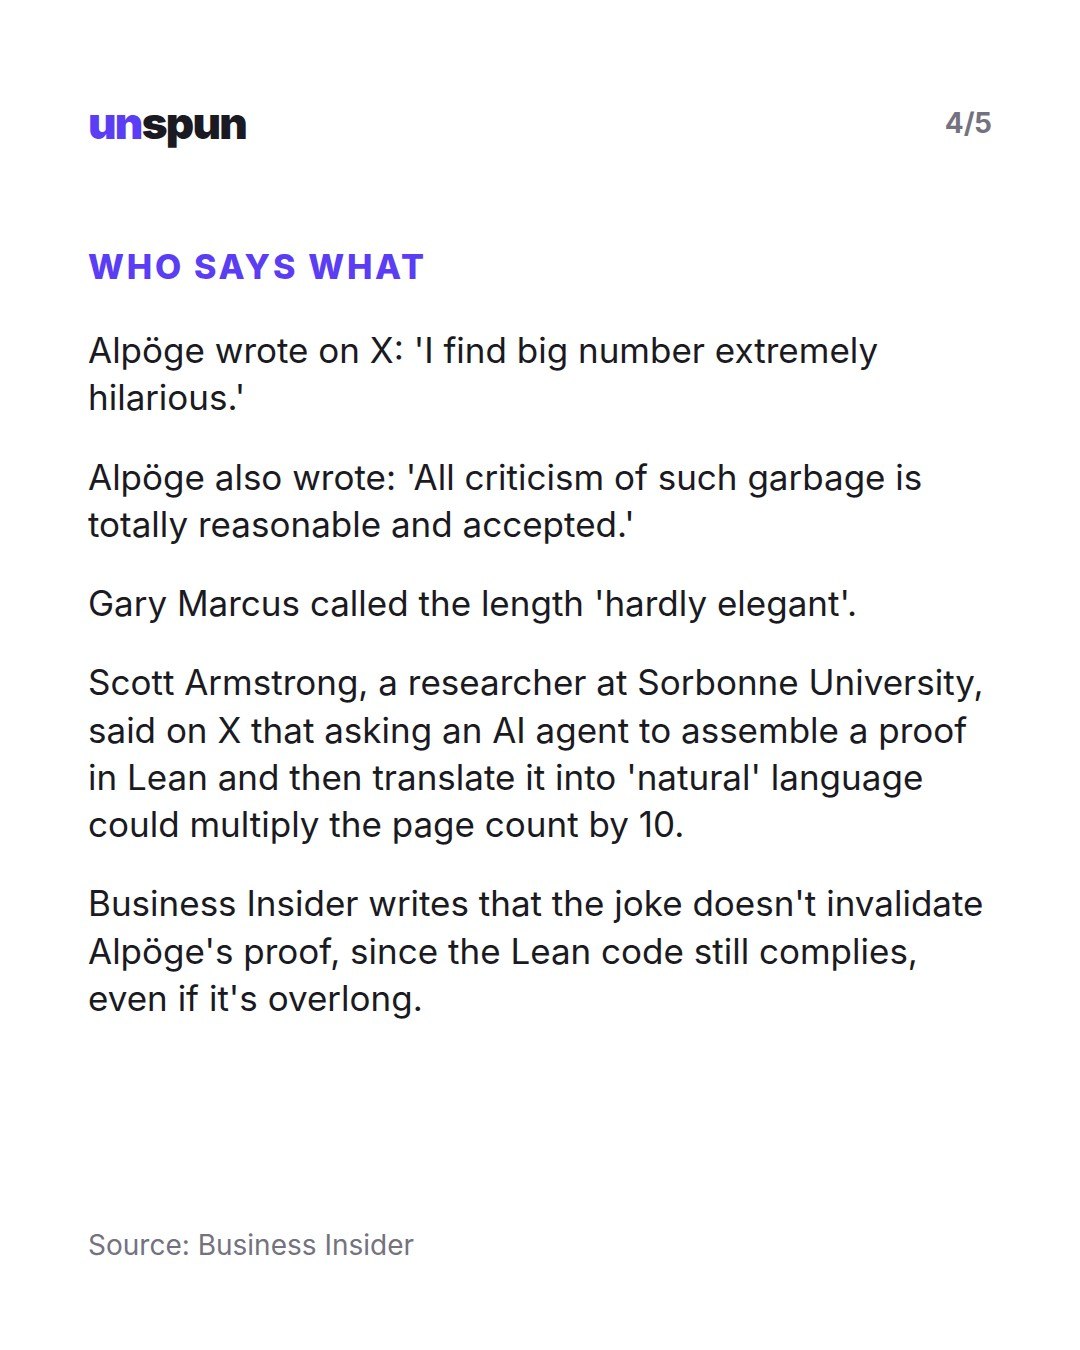 unspun
4/5
WHO SAYS WHAT
Alpöge wrote on X: 'I find big number extremely
hilarious.'
Alpöge also wrote: 'All criticism of such garbage is
totally reasonable and accepted.'
Gary Marcus called the length 'hardly elegant'.
Scott Armstrong, a researcher at Sorbonne University,
said on X that asking an AI agent to assemble a proof
in Lean and then translate it into 'natural' language
could multiply the page count by 10.
Business Insider writes that the joke doesn't invalidate
Alpöge's proof, since the Lean code still complies,
even if it's overlong.
Source: Business Insider